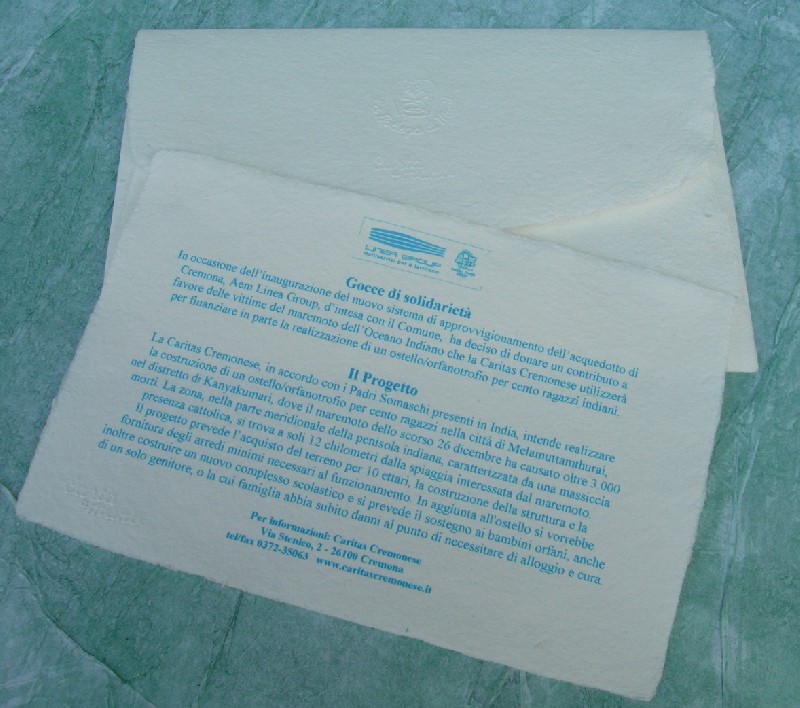 LINEA GROUP
Gocce di solidarietà
In occasione dell'inaugurazione del nuovo sistema di approvvigionamento dell'acquedotto di
Cremona, Aem Linea Group, d'intesa con il Comune, ha deciso di donare un contributo a
favore delle vittime del maremoto dell'Oceano Indiano che la Caritas Cremonese utilizzerà
per finanziare in parte la realizzazione di un ostello/orfanotrofio per cento ragazzi indiani.
Il Progetto
La Caritas Cremonese, in accordo con i Padri Somaschi presenti in India, intende realizzare
la costruzione di un ostello/orfanotrofio per cento ragazzi nella città di Melamuttanuthurai,
nel distretto di Kanyakumari, dove il maremoto dello scorso 26 dicembre ha causato oltre 3.000
morti. La zona, nella parte meridionale della penisola indiana, caratterizzata da una massiccia
presenza cattolica, si trova a soli 12 chilometri dalla spiaggia interessata dal maremoto
Il progetto prevede l'acquisto del terreno per 10 ettari, la costruzione della struttura e la
fornitura degli arredi minimi necessari al funzionamento. In aggiunta all'ostello si vorrebbe
inoltre costruire un nuovo complesso scolastico e si prevede il sostegno ai bambini orfani, anche
di un solo genitore, o la cui famiglia abbia subito danni al punto di necessitare di alloggio e cura.
Per informazioni: Caritas Cremonese
Via Stenico, 2 - 26100 Cremona
tel/fax 0372-35063 www.caritascremonese.it